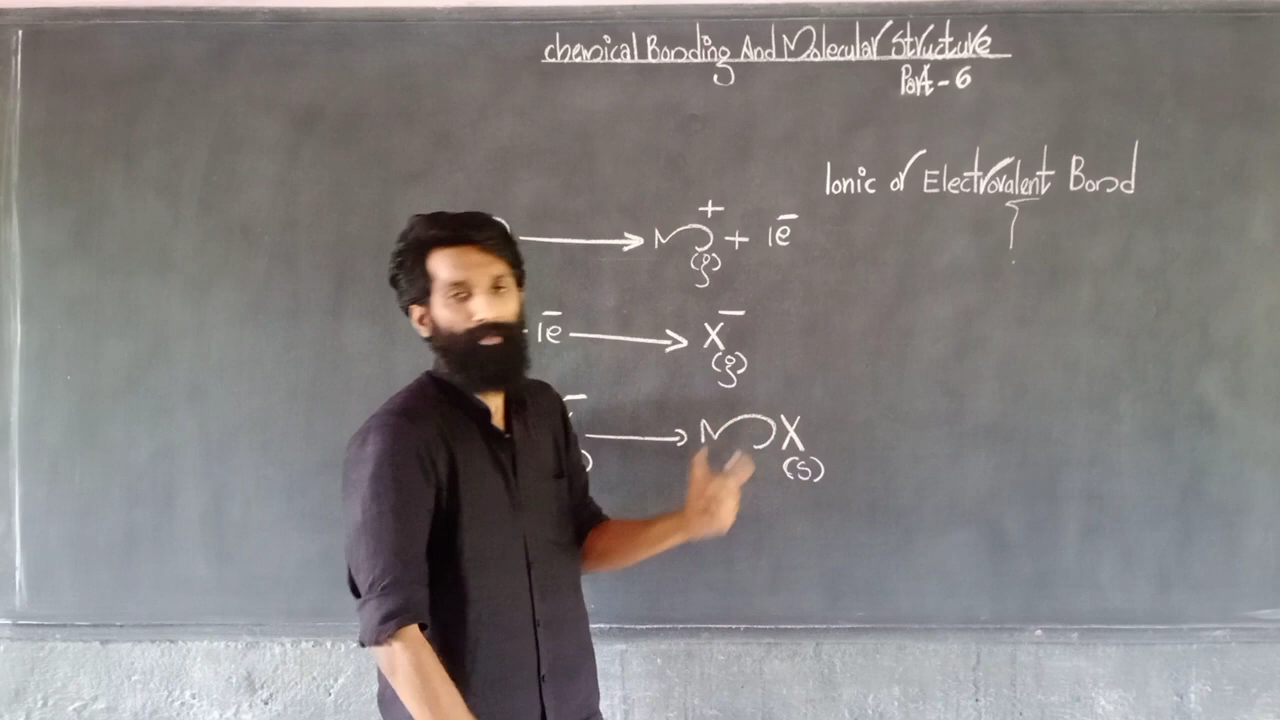 chemical Bonding And Molecular Structure
Part - 6
Ionic or Electrovalent Bond
⟶ M⁺(g) + 1e⁻
1e⁻ ⟶ X⁻(g)
⟶ MX(s)